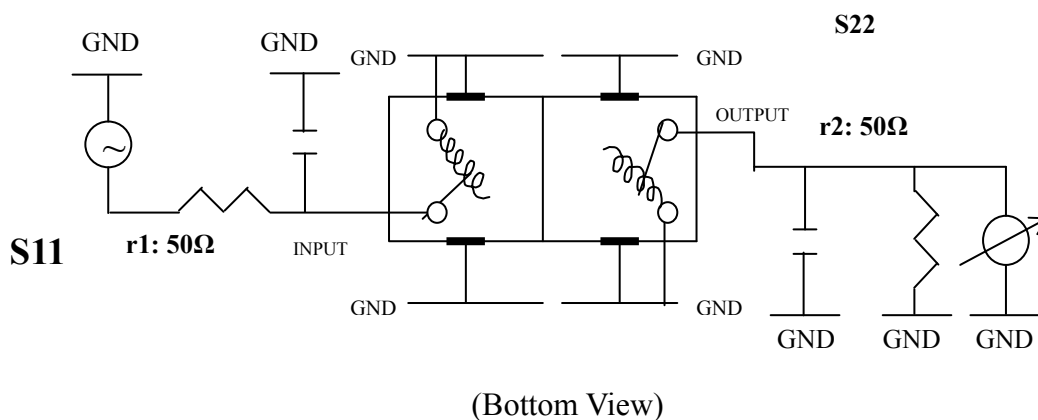 S22
GND
GND
GND
GND
OUTPUT
r2: 50Ω
r1: 50Ω
INPUT
S11
GND
GND
GND
GND
GND
(Bottom View)